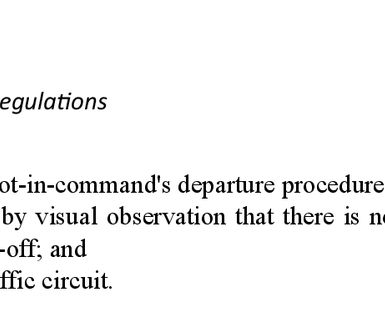 egulations
ot-in-command's departure procedure
by visual observation that there is
-off; and
ffic circuit.